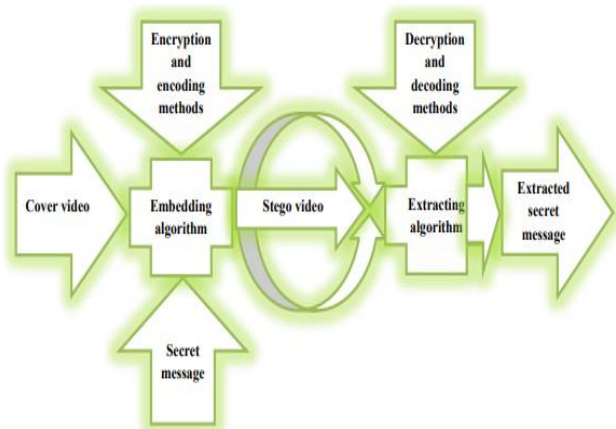 Encryption
and
encoding
methods
Decryption
and
decoding
methods
Cover video
Embedding
algorithm
Stego video
Extracting
algorithm
Extracted
secret
message
Secret
message